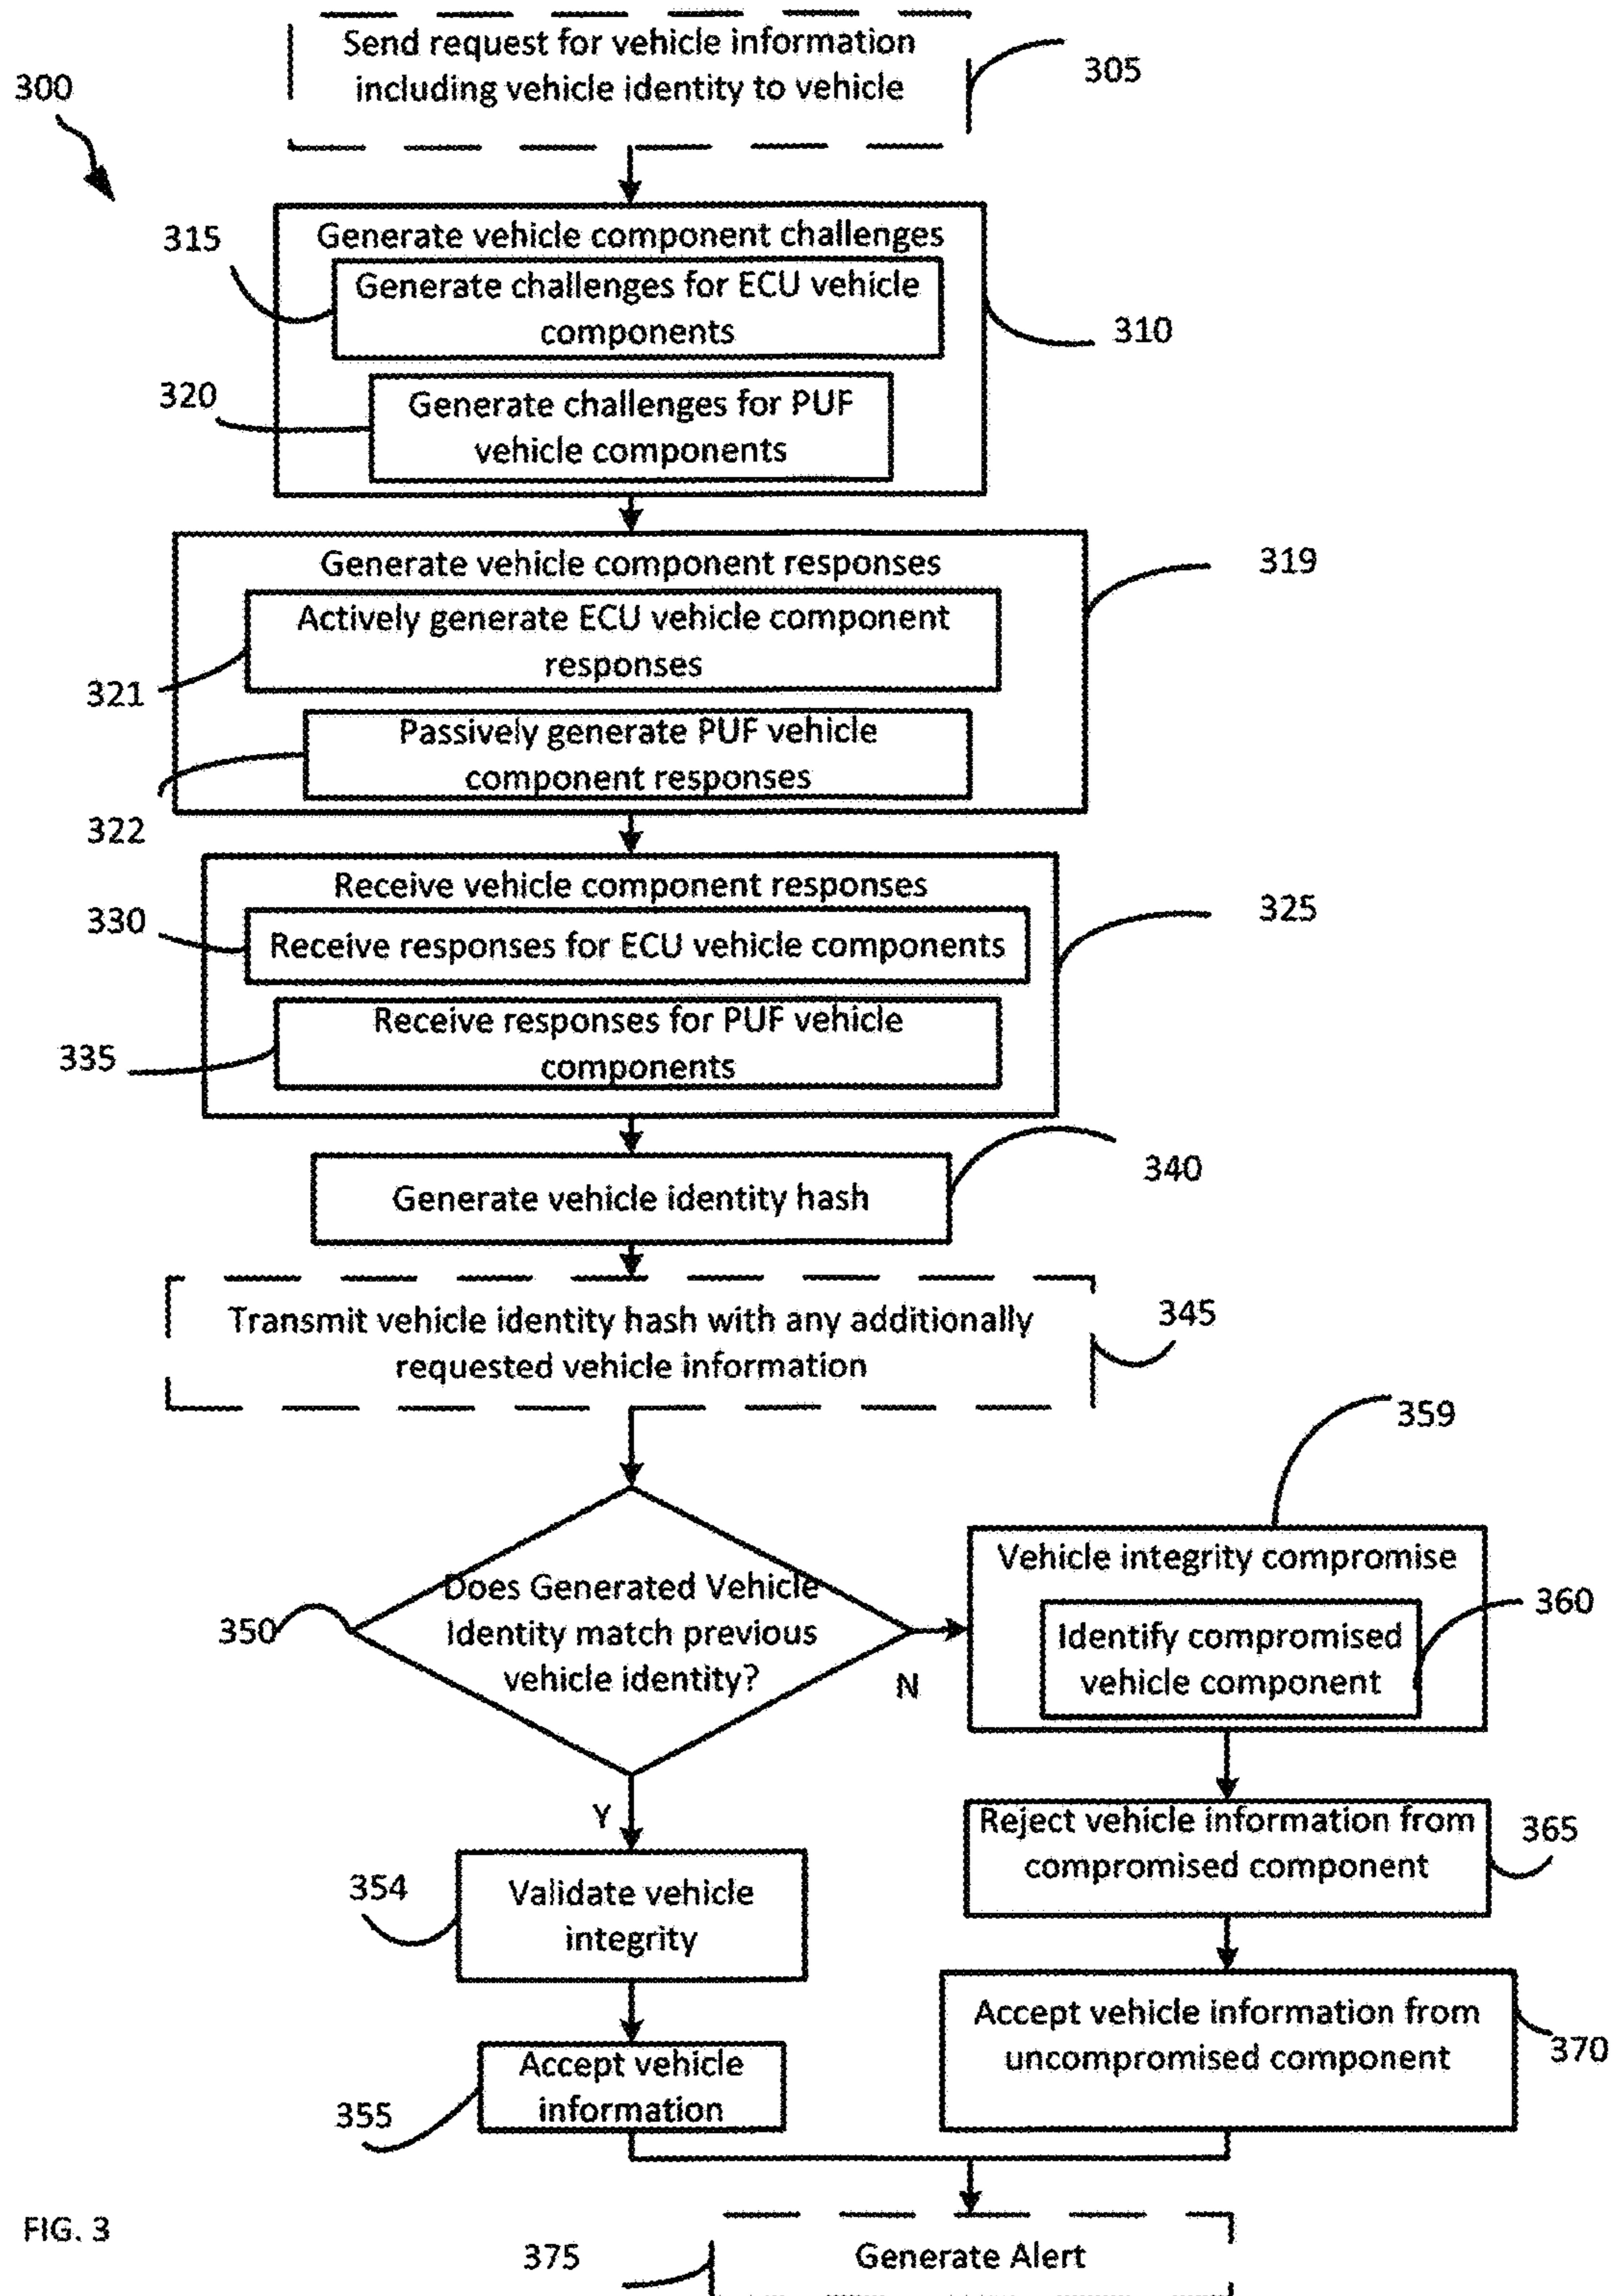 Send request for vehicle information
including vehicle identity to vehicle
305
300
Generate vehicle component challenges
315
Generate challenges for ECU vehicle
components
310
320
Generate challenges for PUF
vehicle components
Generate vehicle component responses
319
Actively generate ECU vehicle component
responses
321
Passively generate PUF vehicle
component responses
322
Receive vehicle component responses
325
330
Receive responses for ECU vehicle components
Receive responses for PUF vehicle
components
335
340
Generate vehicle identity hash
Transmit vehicle identity hash with any additionally
requested vehicle information
345
359
Does Generated Vehicle
Identity match previous
vehicle identity?
350
N
Vehicle integrity compromise
360
Identify compromised
vehicle component
Y
Reject vehicle information from
compromised component
365
354
Validate vehicle
integrity
Accept vehicle information from
uncompromised component
370
Accept vehicle
information
355
FIG. 3
375
Generate Alert